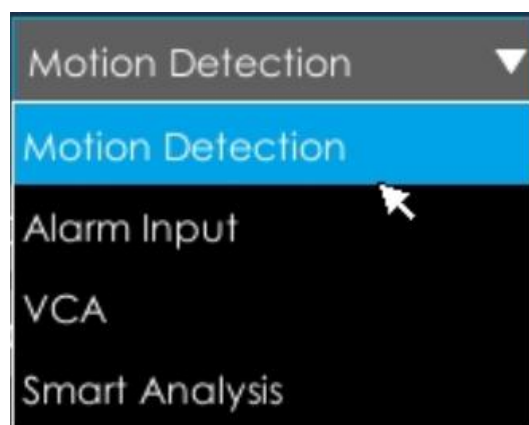 Motion Detection
Motion Detection
Alarm Input
VCA
Smart Analysis